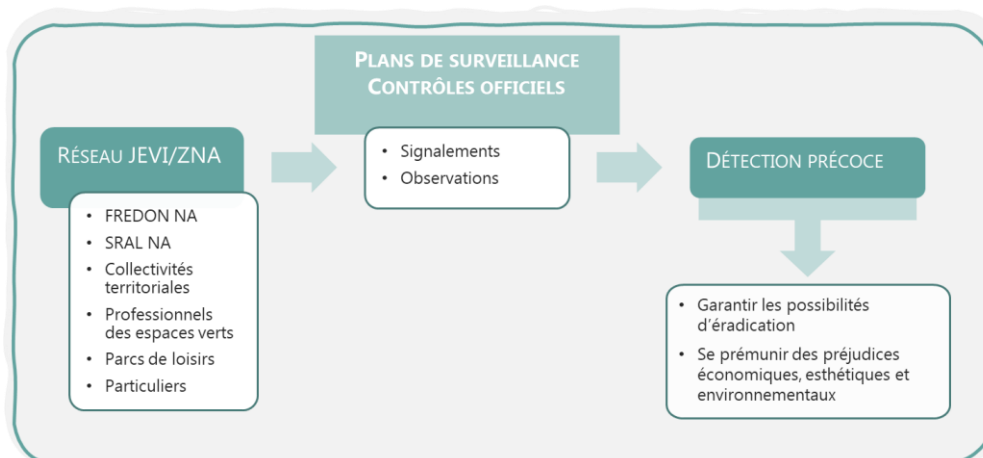 PLANS DE SURVEILLANCE
CONTRÔLES OFFICIELS
RÉSEAU JEVI/ZNA
• FREDON NA
• SRAL NA
• Collectivités
territoriales
• Professionnels
des espaces verts
• Parcs de loisirs
• Particuliers
• Signalements
• Observations
DÉTECTION PRÉCOCE
• Garantir les possibilités
d’éradication
• Se prémunir des préjudices
économiques, esthétiques et
environnementaux